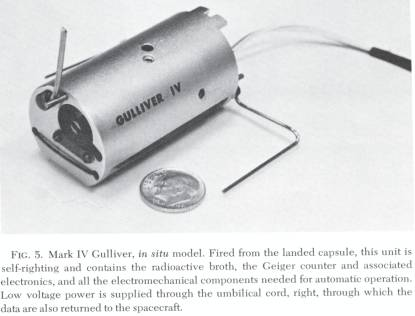 GULLIVER IV
FIG. 5. Mark IV Gulliver, in situ model. Fired from the landed capsule, this unit is
self-righting and contains the radioactive broth, the Geiger counter and associated
electronics, and all the electromechanical components needed for automatic operation.
Low voltage power is supplied through the umbilical cord, right, through which the
data are also returned to the spacecraft.